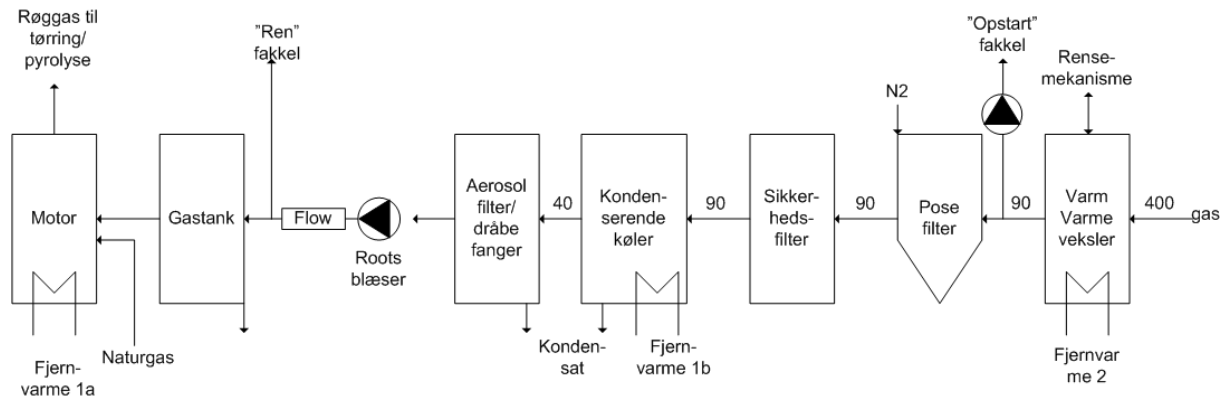 Røggas til
tørring/
pyrolyse
"Ren"
fakkel
"Opstart"
fakkel
Rense-
mekanisme
N2
Motor
Gastank
Flow
Roots
blæser
Aerosol
filter/
dråbe
fanger
40
Konden-
serende
køler
90
Sikker-
heds-
filter
90
Pose
filter
90
Varm
Varme
veksler
400
gas
Fjern-
varme 1a
Naturgas
Konden-
sat
Fjern-
varme 1b
Fjernvar
me 2